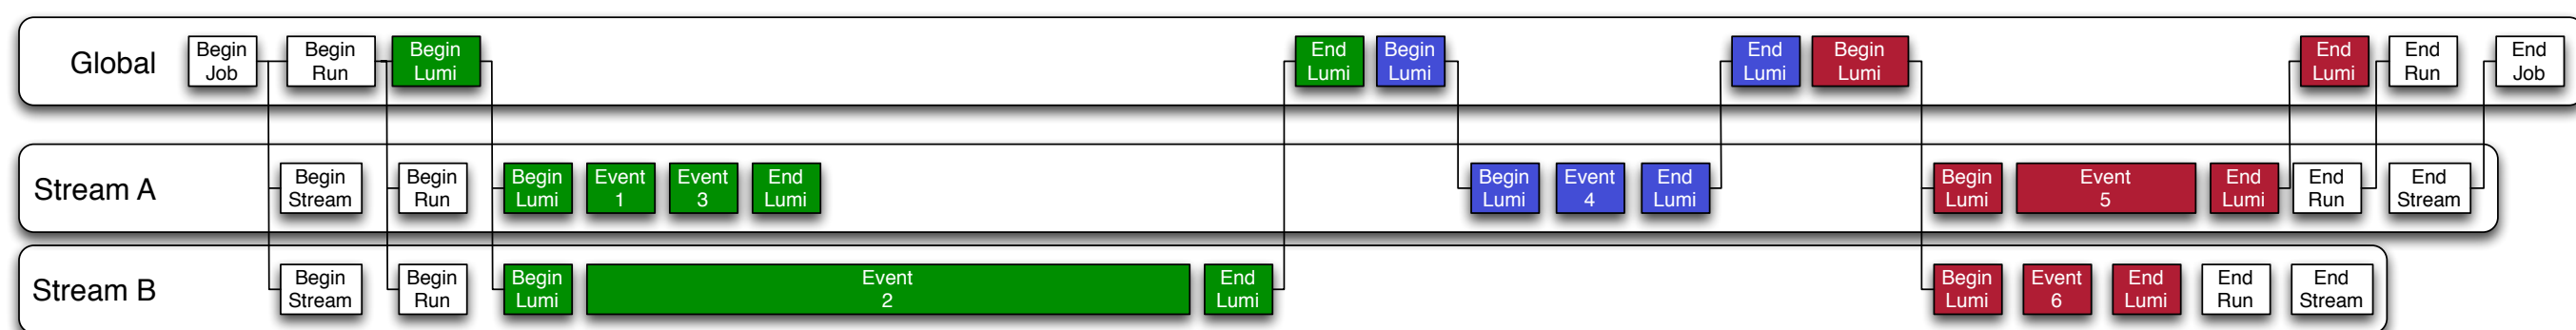 Global
Begin
Job
Begin
Run
Begin
Lumi
End
Lumi
Begin
Lumi
End
Lumi
Begin
Lumi
End
Lumi
End
Run
End
Job
Stream A
Begin
Stream
Begin
Run
Begin
Lumi
Event
1
Event
3
End
Lumi
Begin
Lumi
Event
4
End
Lumi
Begin
Lumi
Event
5
End
Lumi
End
Run
End
Stream
Stream B
Begin
Stream
Begin
Run
Begin
Lumi
Event
2
End
Lumi
Begin
Lumi
Event
6
End
Lumi
End
Run
End
Stream